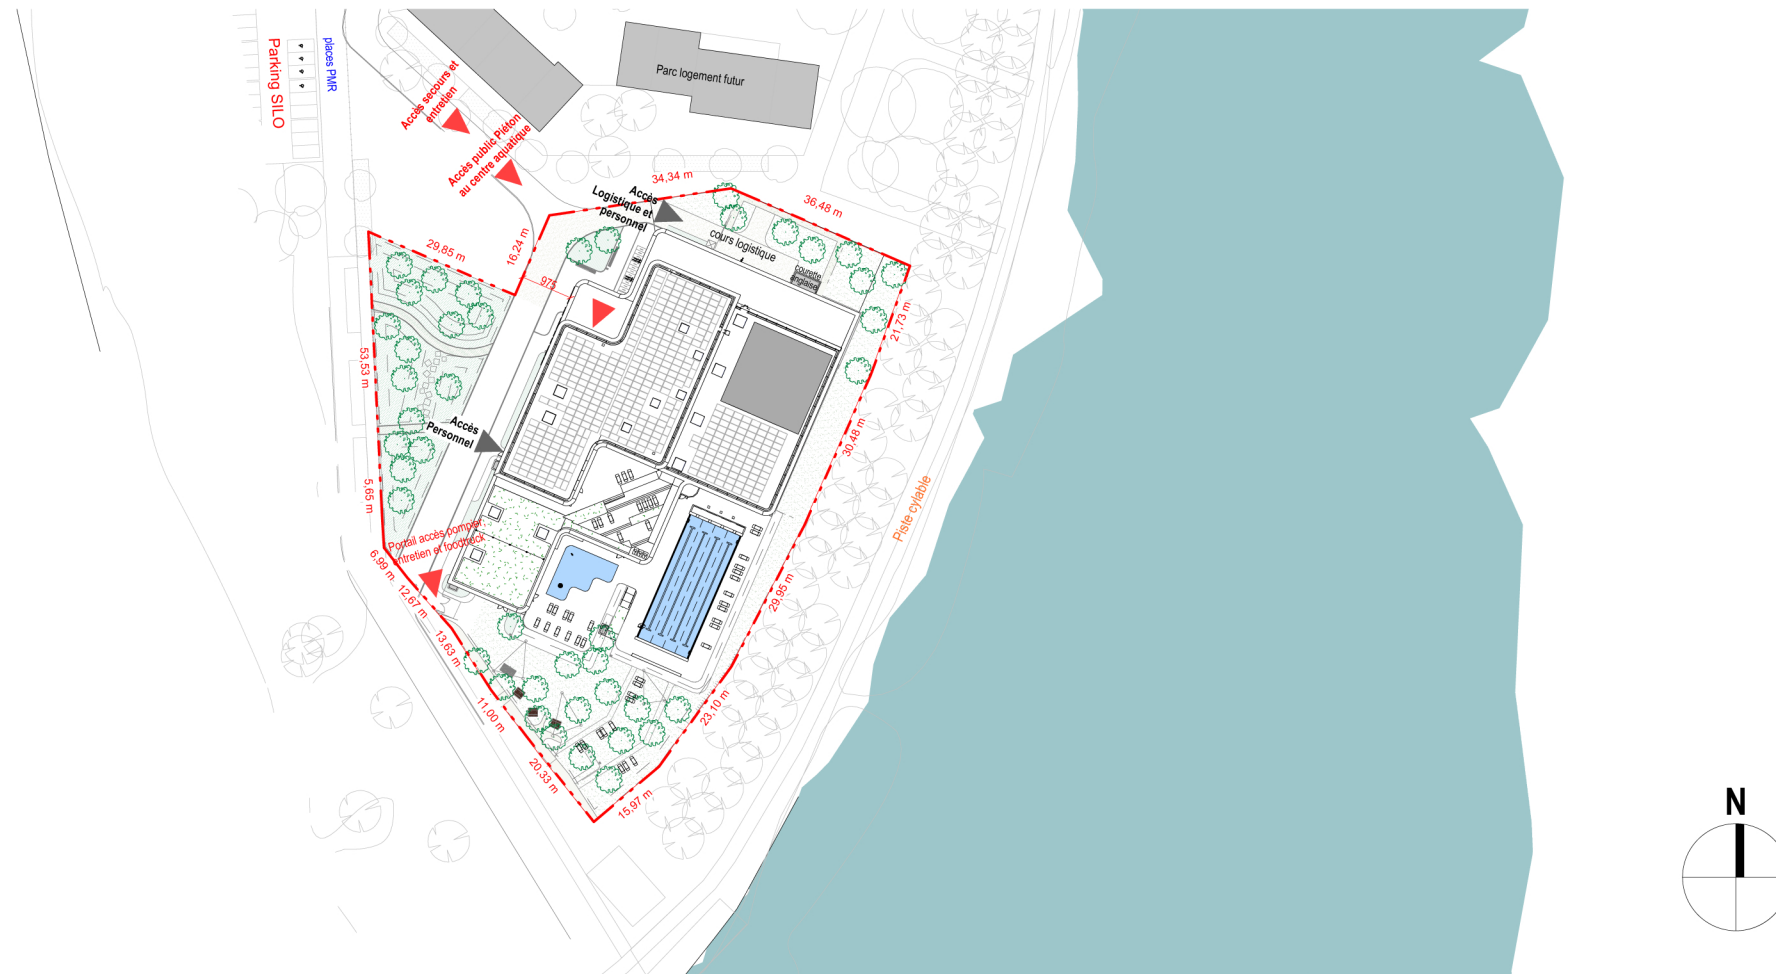 Parking SILO
places PMR
Accès secours et
entretien
Accès public Piéton
au centre aquatique
Parc logement futur
34,34 m
36,48 m
Accès
Logistique et
personnel
cours logistique
courette
anglaise
16,24 m
29,85 m
975
21,73 m
53,53 m
30,48 m
Accès
Personnel
5,65 m
Piste cylable
Portail accès pompier,
entretien et foodtruck
6,99 m
12,67 m
29,95 m
13,63 m
11,00 m
23,10 m
20,33 m
15,97 m
N